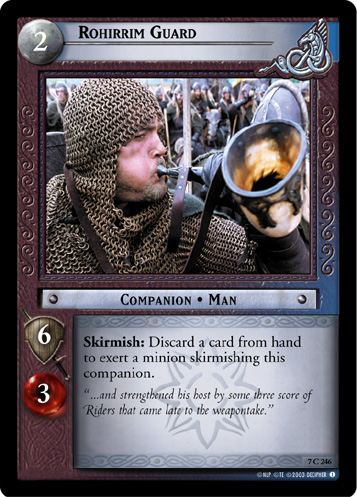 2
Rohirrim Guard
Companion • Man
6
3
Skirmish: Discard a card from hand
to exert a minion skirmishing this
companion.
“...and strengthened his host by some three score of
Riders that came late to the weapontake.”
7 C 246
© NLP ©TE ©2003 DECIPHER